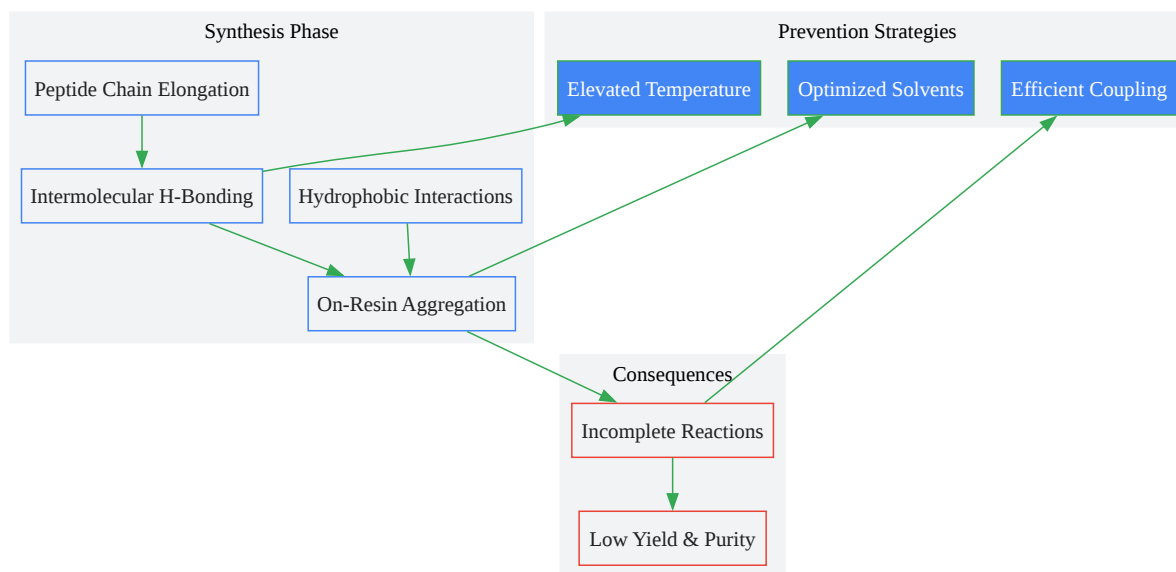 Synthesis Phase
Peptide Chain Elongation
Intermolecular H-Bonding
Hydrophobic Interactions
On-Resin Aggregation
Prevention Strategies
Elevated Temperature
Optimized Solvents
Efficient Coupling
Consequences
Incomplete Reactions
Low Yield & Purity